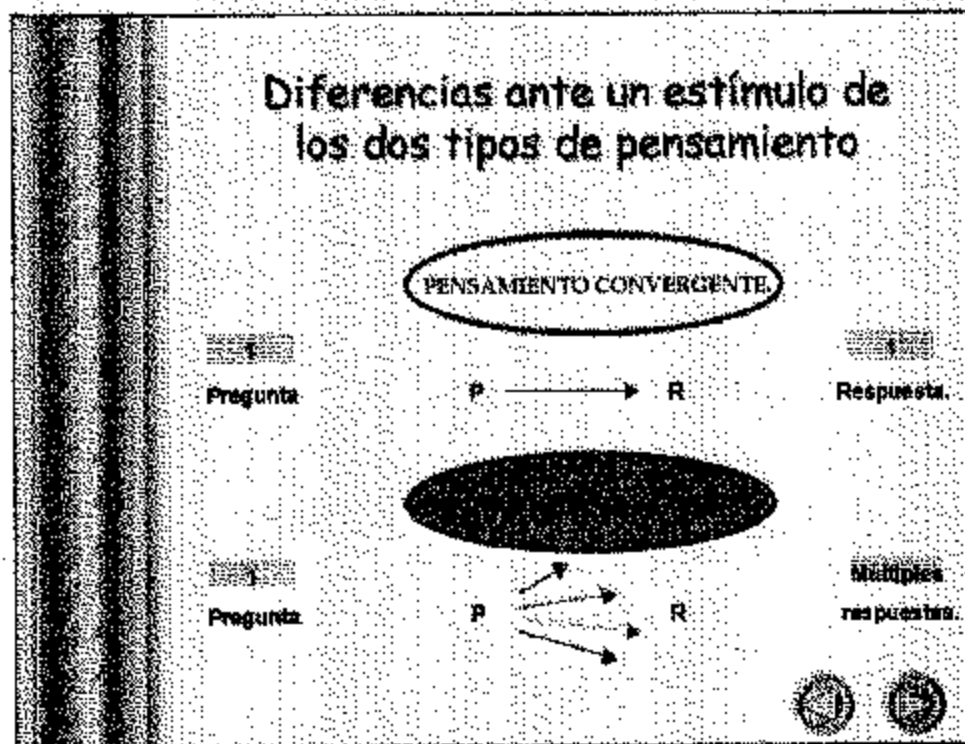 Diferencias ante un estímulo de
los dos tipos de pensamiento
PENSAMIENTO CONVERGENTE.
1
1
Pregunta
P
R
Respuesta.
1
Múltiples
Pregunta
P
R
respuestas.